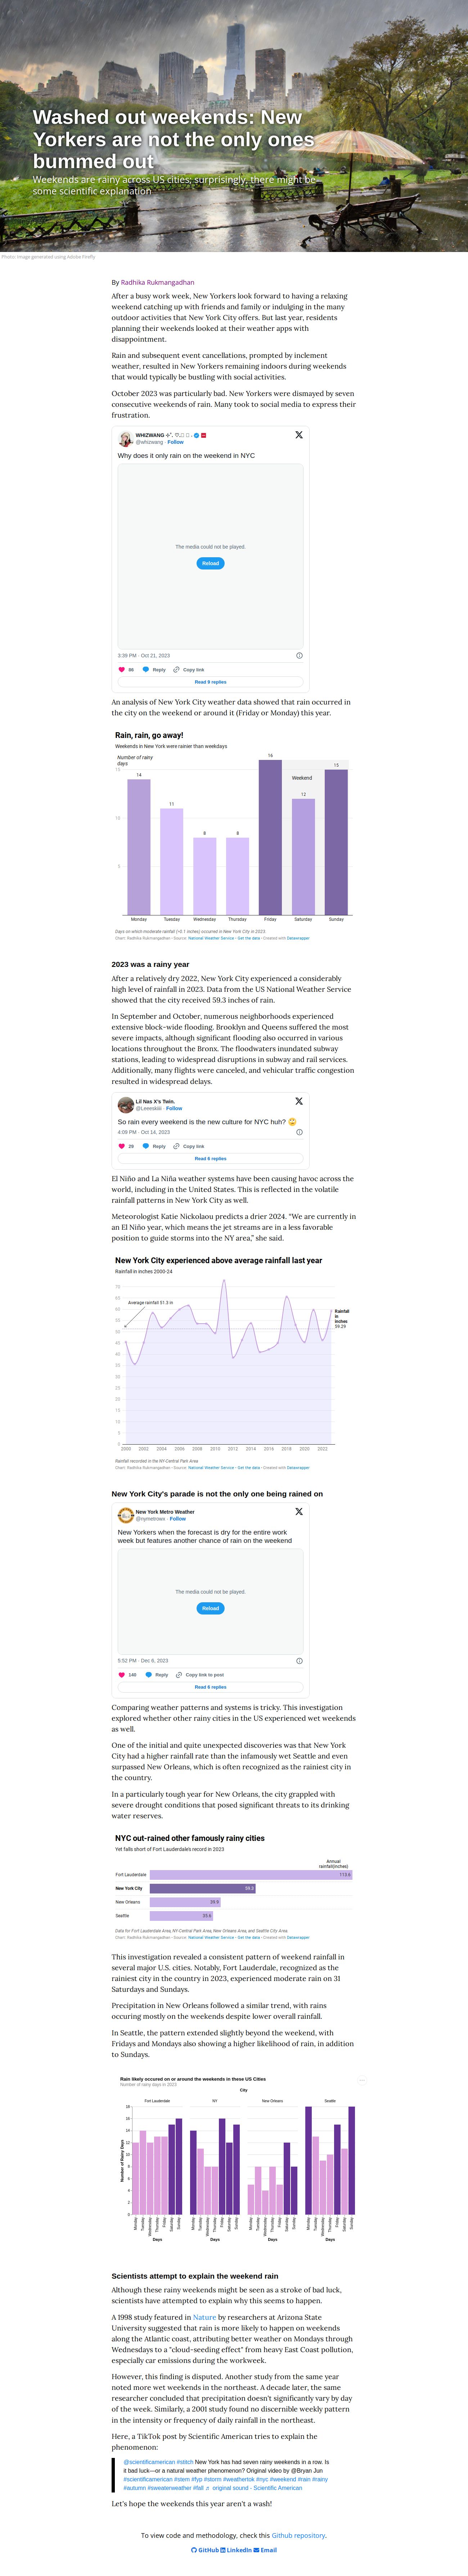 Washed out weekends: New
Yorkers are not the only ones
bummed out
Weekends are rainy across US cities; surprisingly, there might be
some scientific explanation
Photo: Image generated using Adobe Firefly
By Radhika Rukmangadhan
After a busy work week, New Yorkers look forward to having a relaxing
weekend catching up with friends and family or indulging in the many
outdoor activities that New York City offers. But last year, residents
planning their weekends looked at their weather apps with
disappointment.
Rain and subsequent event cancellations, prompted by inclement
weather, resulted in New Yorkers remaining indoors during weekends
that would typically be bustling with social activities.
October 2023 was particularly bad. New Yorkers were dismayed by seven
consecutive weekends of rain. Many took to social media to express their
frustration.
WHIZWANG
@whizwang · Follow
Why does it only rain on the weekend in NYC
The media could not be played.
Reload
3:39 PM · Oct 21, 2023
86 Reply Copy link
Read 9 replies
An analysis of New York City weather data showed that rain occurred in
the city on the weekend or around it (Friday or Monday) this year.
Rain, rain, go away!
Weekends in New York were rainier than weekdays
Number of rainy
days
16
15
15
14
Weekend
12
11
10
8
8
5
Monday Tuesday Wednesday Thursday Friday Saturday Sunday
Days on which moderate rainfall (>0.1 inches) occurred in New York City in 2023.
Chart: Radhika Rukmangadhan • Source: National Weather Service • Get the data • Created with Datawrapper
2023 was a rainy year
After a relatively dry 2022, New York City experienced a considerably
high level of rainfall in 2023. Data from the US National Weather Service
showed that the city received 59.3 inches of rain.
In September and October, numerous neighborhoods experienced
extensive block-wide flooding. Brooklyn and Queens suffered the most
severe impacts, although significant flooding also occurred in various
locations throughout the Bronx. The floodwaters inundated subway
stations, leading to widespread disruptions in subway and rail services.
Additionally, many flights were canceled, and vehicular traffic congestion
resulted in widespread delays.
Lil Nas X's Twin.
· Follow
So rain every weekend is the new culture for NYC huh? 🙄
4:09 PM · Oct 14, 2023
29 Reply Copy link
Read 6 replies
El Niño and La Niña weather systems have been causing havoc across the
world, including in the United States. This is reflected in the volatile
rainfall patterns in New York City as well.
Meteorologist Katie Nickolaou predicts a drier 2024. “We are currently in
an El Niño year, which means the jet streams are in a less favorable
position to guide storms into the NY area,” she said.
New York City experienced above average rainfall last year
Rainfall in inches 2000-24
70
65
Average rainfall 51.3 in
60
Rainfall
in
inches
59.29
55
50
45
40
35
30
25
20
15
10
5
0
2000 2002 2004 2006 2008 2010 2012 2014 2016 2018 2020 2022
Rainfall recorded in the NY-Central Park Area
Chart: Radhika Rukmangadhan • Source: National Weather Service • Get the data • Created with Datawrapper
New York City's parade is not the only one being rained on
New York Metro Weather
@nymetrowx · Follow
New Yorkers when the forecast is dry for the entire work
week but features another chance of rain on the weekend
The media could not be played.
Reload
5:52 PM · Dec 6, 2023
148 Reply Copy link to post
Read 6 replies
Comparing weather patterns and systems is tricky. This investigation
explored whether other rainy cities in the US experienced wet weekends
as well.
One of the initial and quite unexpected discoveries was that New York
City had a higher rainfall rate than the infamously wet Seattle and even
surpassed New Orleans, which is often recognized as the rainiest city in
the country.
In a particularly tough year for New Orleans, the city grappled with
severe drought conditions that posed significant threats to its drinking
water reserves.
NYC out-rained other famously rainy cities
Yet falls short of Fort Lauderdale's record in 2023
Annual
rainfall(inches)
Fort Lauderdale
New York City 59.3
New Orleans
Seattle
Data for Fort Lauderdale Area, NY-Central Park Area, New Orleans Area, and Seattle City Area.
Chart: Radhika Rukmangadhan • Source: National Weather Service • Get the data • Created with Datawrapper
This investigation revealed a consistent pattern of weekend rainfall in
several major U.S. cities. Notably, Fort Lauderdale, recognized as the
rainiest city in the country in 2023, experienced moderate rain on 31
Saturdays and Sundays.
Precipitation in New Orleans followed a similar trend, with rains
occuring mostly on the weekends despite lower overall rainfall.
In Seattle, the pattern extended slightly beyond the weekend, with
Fridays and Mondays also showing a higher likelihood of rain, in addition
to Sundays.
Rain likely occured on or around the weekends in these US Cities
Number of rainy days in 2023
City
Fort Lauderdale NY New Orleans Seattle
Number of Rainy Days
18
16
14
12
10
8
6
4
2
0
Monday Tuesday Wednesday Thursday Friday Saturday Sunday Monday Tuesday Wednesday Thursday Friday Saturday Sunday Monday Tuesday Wednesday Thursday Friday Saturday Sunday Monday Tuesday Wednesday Thursday Friday Saturday Sunday
Days Days Days Days
Scientists attempt to explain the weekend rain
Although these rainy weekends might be seen as a stroke of bad luck,
scientists have attempted to explain why this seems to happen.
A 1998 study featured in Nature by researchers at Arizona State
University suggested that rain is more likely to happen on weekends
along the Atlantic coast, attributing better weather on Mondays through
Wednesdays to a "cloud-seeding effect" from heavy East Coast pollution,
especially car emissions during the workweek.
However, this finding is disputed. Another study from the same year
noted more wet weekends in the northeast. A decade later, the same
researcher concluded that precipitation doesn't significantly vary by day
of the week. Similarly, a 2001 study found no discernible weekly pattern
in the intensity or frequency of daily rainfall in the northeast.
Here, a TikTok post by Scientific American tries to explain the
phenomenon:
@scientificamerican #stitch New York has had seven rainy weekends in a row. Is
it bad luck—or a natural weather phenomenon? Original video by @Bryan Jun
#scientificamerican #stem #fyp #storm #weathertok #nyc #weekend #rain #rainy
#autumn #sweaterweather #fall ♬ original sound - Scientific American
Let's hope the weekends this year aren't a wash!
To view code and methodology, check this Github repository.
GitHub LinkedIn Email